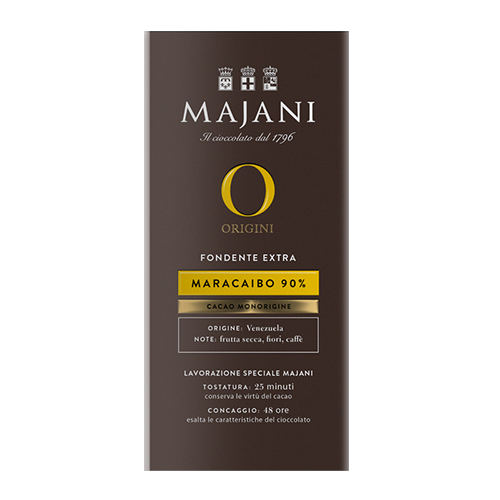 MAJANI
Il cioccolato dal 1796
O
ORIGINI
FONDENTE EXTRA
MARACAIBO 90%
CACAO MONORIGINE
ORIGINE: Venezuela
NOTE: frutta secca, fiori, caffè
LAVORAZIONE SPECIALE MAJANI
TOSTATURA: 25 minuti
conserva le virtù del cacao
CONCAGGIO: 48 ore
esalta le caratteristiche del cioccolato